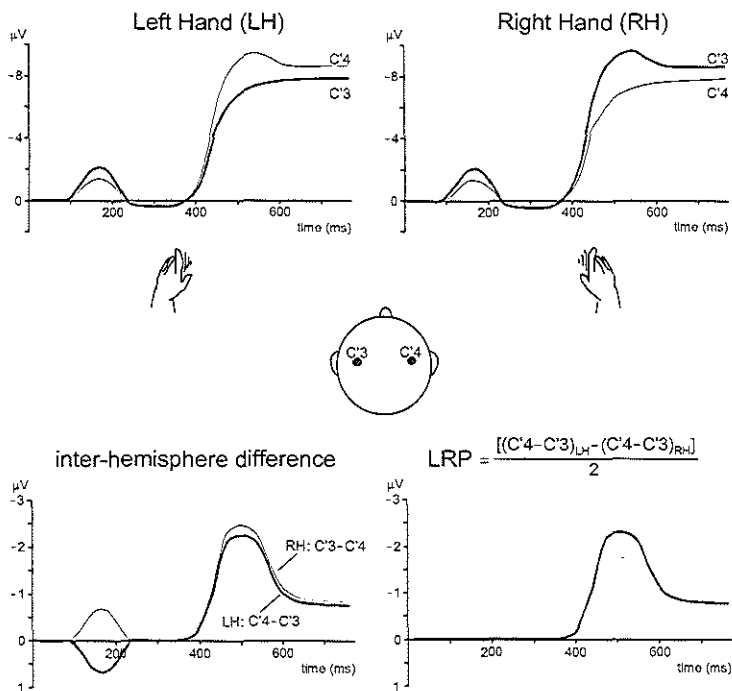 Left Hand (LH)
µV
C'4
C'3
-8
-4
0
200
400
600
time (ms)
Right Hand (RH)
µV
C'3
C'4
-8
-4
0
200
400
600
time (ms)
C'3
C'4
inter-hemisphere difference
µV
-3
-2
-1
0
1
RH: C'3-C'4
LH: C'4-C'3
200
400
600
time (ms)
LRP = [(C'4-C'3)LH-(C'4-C'3)RH]
2
µV
-3
-2
-1
0
1
200
400
600
time (ms)